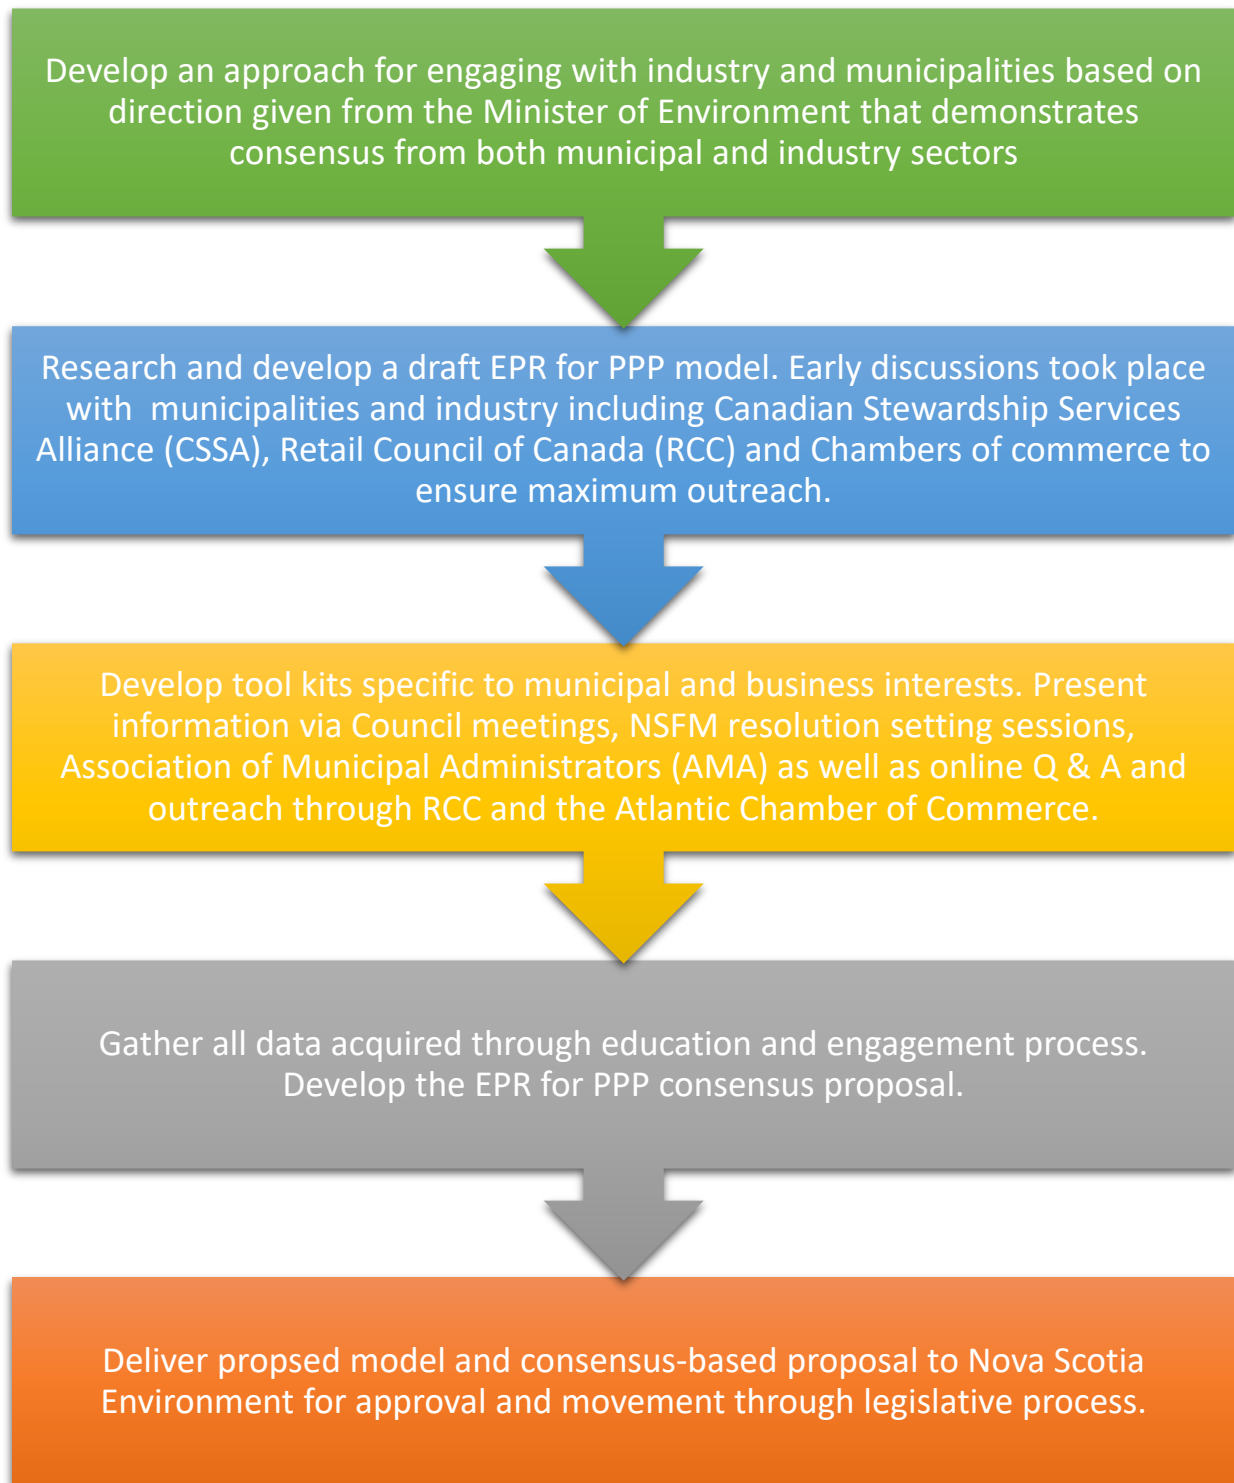 Develop an approach for engaging with industry and municipalities based on
direction given from the Minister of Environment that demonstrates
consensus from both municipal and industry sectors
Research and develop a draft EPR for PPP model. Early discussions took place
with  municipalities and industry including Canadian Stewardship Services
Alliance (CSSA), Retail Council of Canada (RCC) and Chambers of commerce to
ensure maximum outreach.
Develop tool kits specific to municipal and business interests. Present
information via Council meetings, NSFM resolution setting sessions,
Association of Municipal Administrators (AMA) as well as online Q & A and
outreach through RCC and the Atlantic Chamber of Commerce.
Gather all data acquired through education and engagement process.
Develop the EPR for PPP consensus proposal.
Deliver propsed model and consensus-based proposal to Nova Scotia
Environment for approval and movement through legislative process.